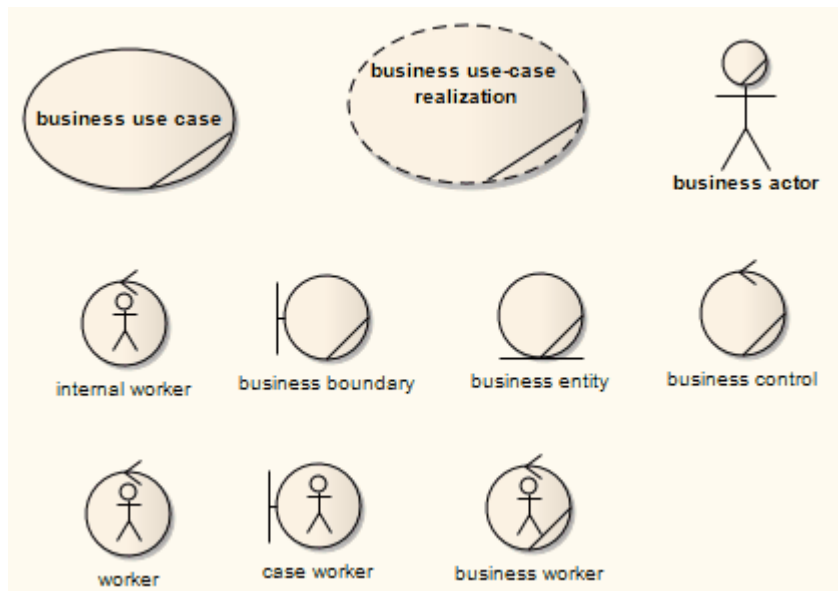 business use case
business use-case
realization
business actor
internal worker
business boundary
business entity
business control
worker
case worker
business worker